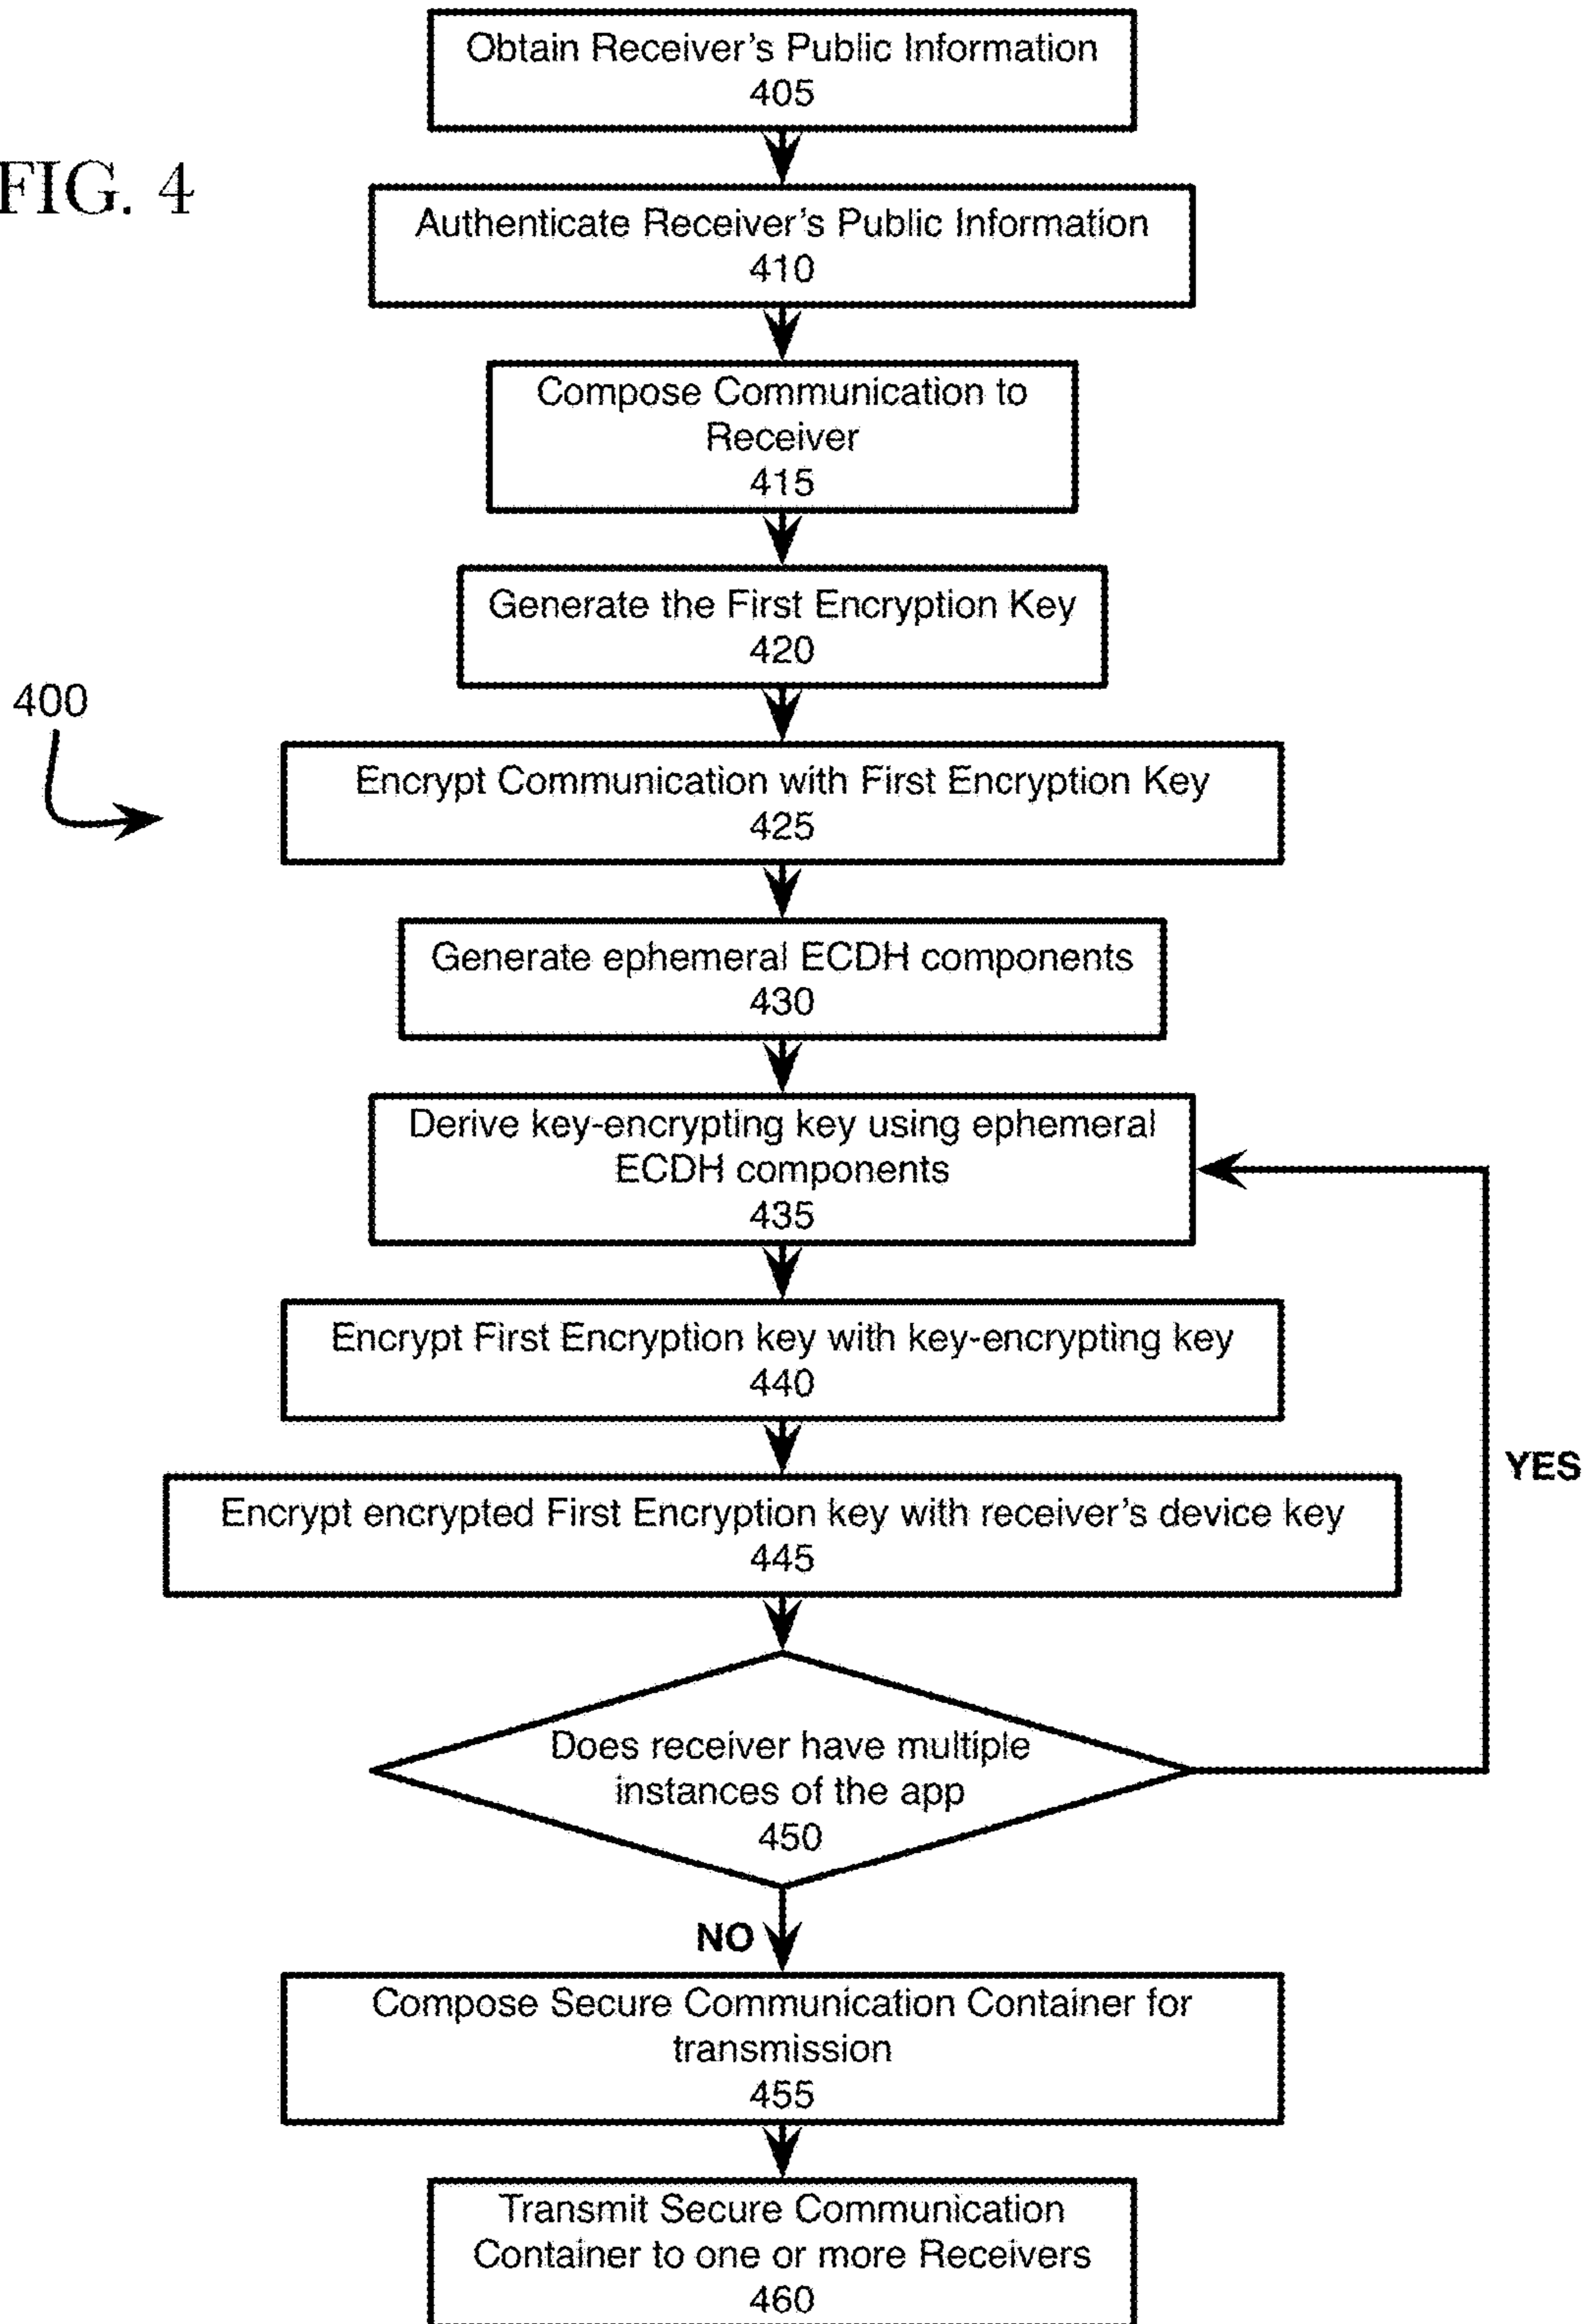 Obtain Receiver's Public Information
405
FIG. 4
Authenticate Receiver's Public Information
410
Compose Communication to
Receiver
415
Generate the First Encryption Key
420
400
Encrypt Communication with First Encryption Key
425
Generate ephemeral ECDH components
430
Derive key-encrypting key using ephemeral
ECDH components
435
Encrypt First Encryption key with key-encrypting key
440
YES
Encrypt encrypted First Encryption key with receiver's device key
445
Does receiver have multiple
instances of the app
450
NO
Compose Secure Communication Container for
transmission
455
Transmit Secure Communication
Container to one or more Receivers
460